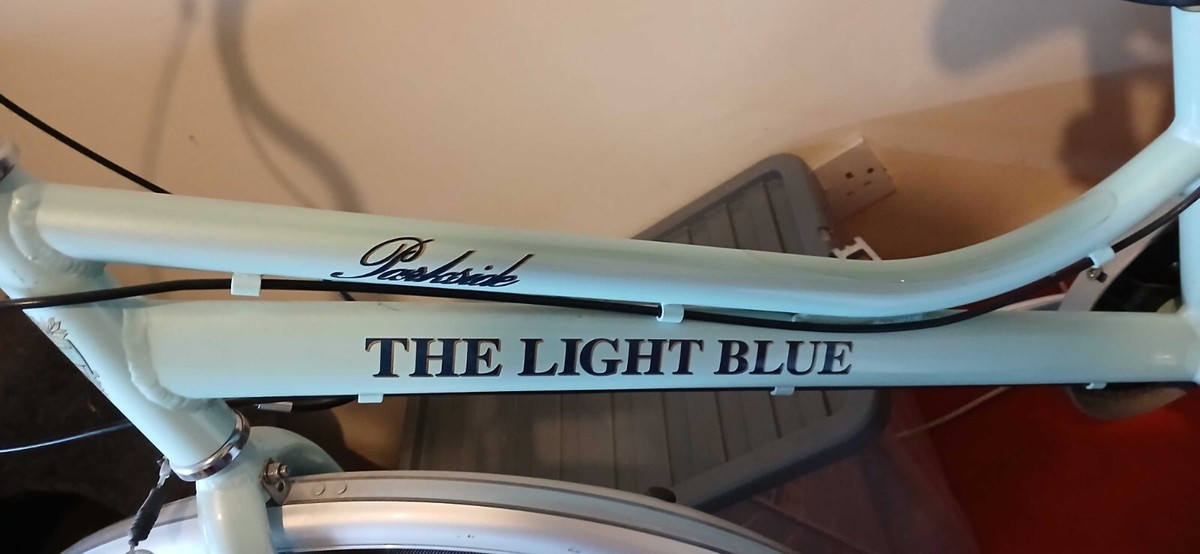 Parkside
THE LIGHT BLUE